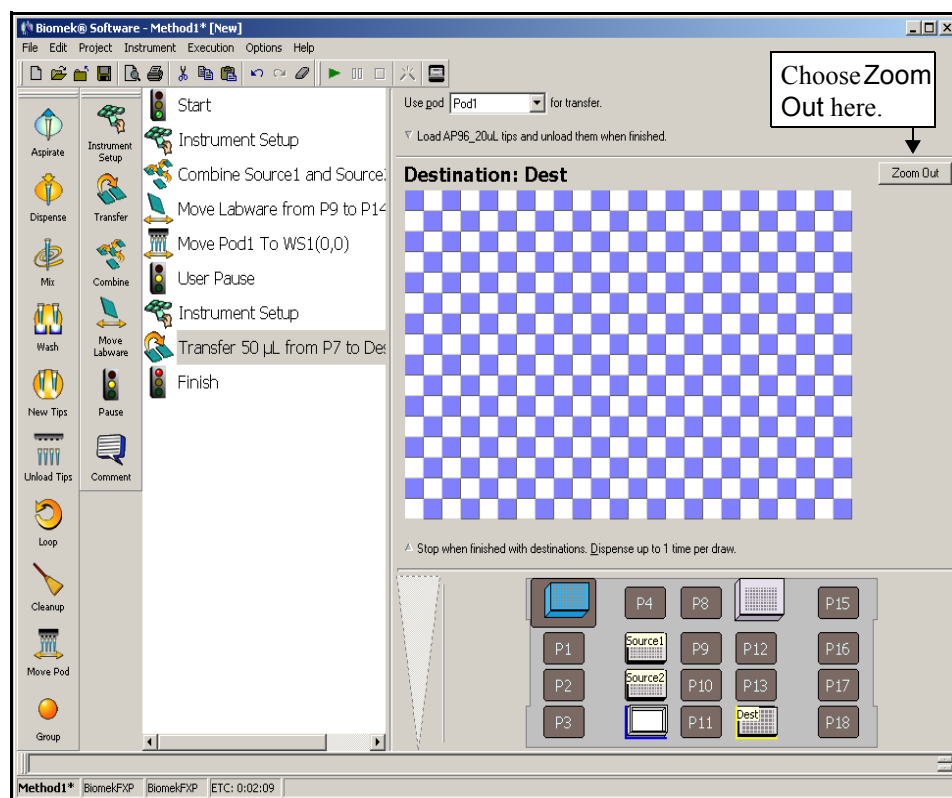 Biomek® Software - Method1* [New]
File Edit Project Instrument Execution Options Help
Choose Zoom
Out here.
Use pod Pod1 for transfer.
Load AP96_20uL tips and unload them when finished.
Destination: Dest
Zoom Out
Aspirate
Dispense
Mix
Wash
New Tips
Unload Tips
Loop
Cleanup
Move Pod
Group
Instrument
Setup
Transfer
Combine
Move
Labware
Pause
Comment
Start
Instrument Setup
Combine Source1 and Source2
Move Labware from P9 to P14
Move Pod1 To WS1(0,0)
User Pause
Instrument Setup
Transfer 50 µL from P7 to Des
Finish
Stop when finished with destinations. Dispense up to 1 time per draw.
P4 P8 P15
P1 Source1 P9 P12 P16
P2 Source2 P10 P13 P17
P3 P11 Dest P18
Method1* BiomekFXP BiomekFXP ETC: 0:02:09